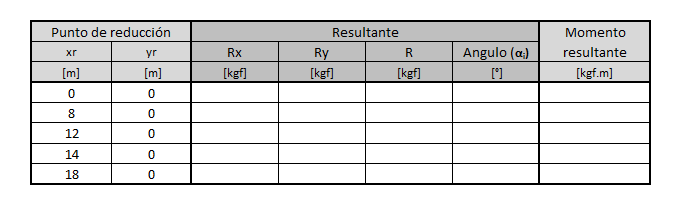 Punto de reducción Resultante Momento
xr yr Rx Ry R Angulo (αᵢ) resultante
[m] [m] [kgf] [kgf] [kgf] [°] [kgf.m]
0 0
8 0
12 0
14 0
18 0